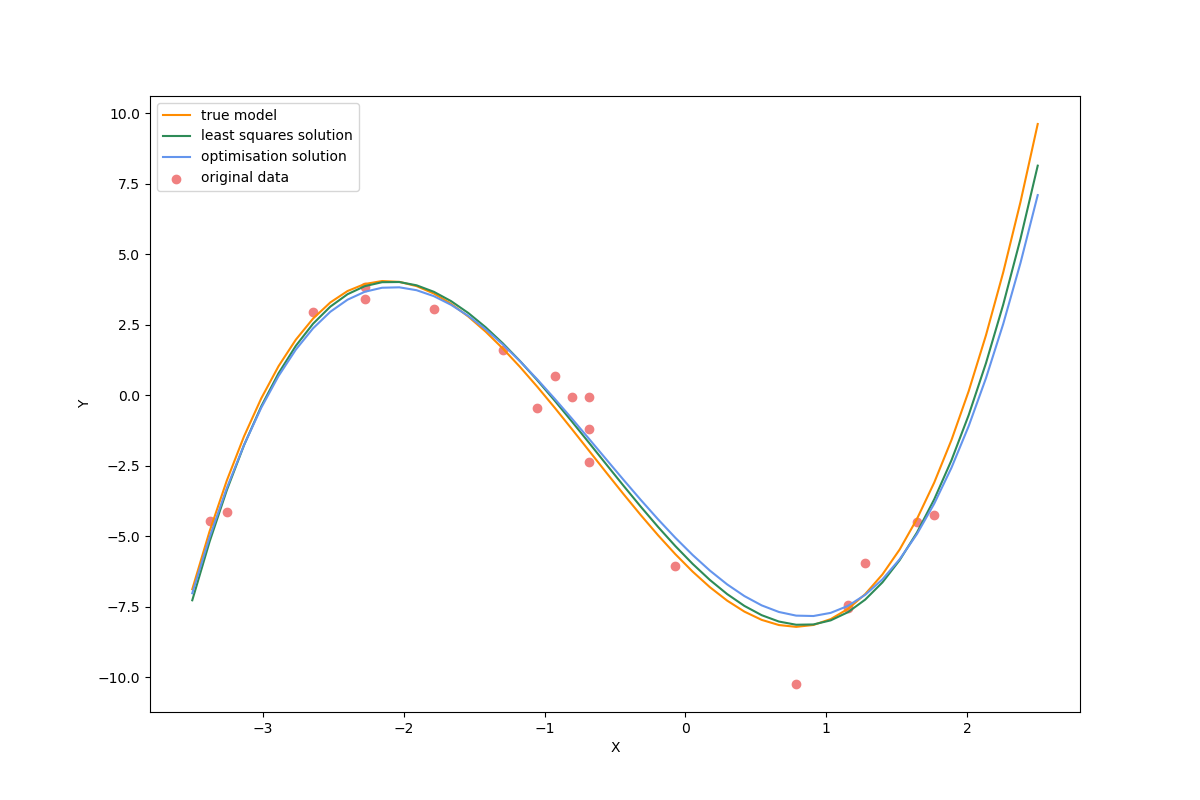 true model
least squares solution
optimisation solution
original data
10.0
7.5
5.0
2.5
0.0
−2.5
−5.0
−7.5
−10.0
Y
−3 −2 −1 0 1 2
X